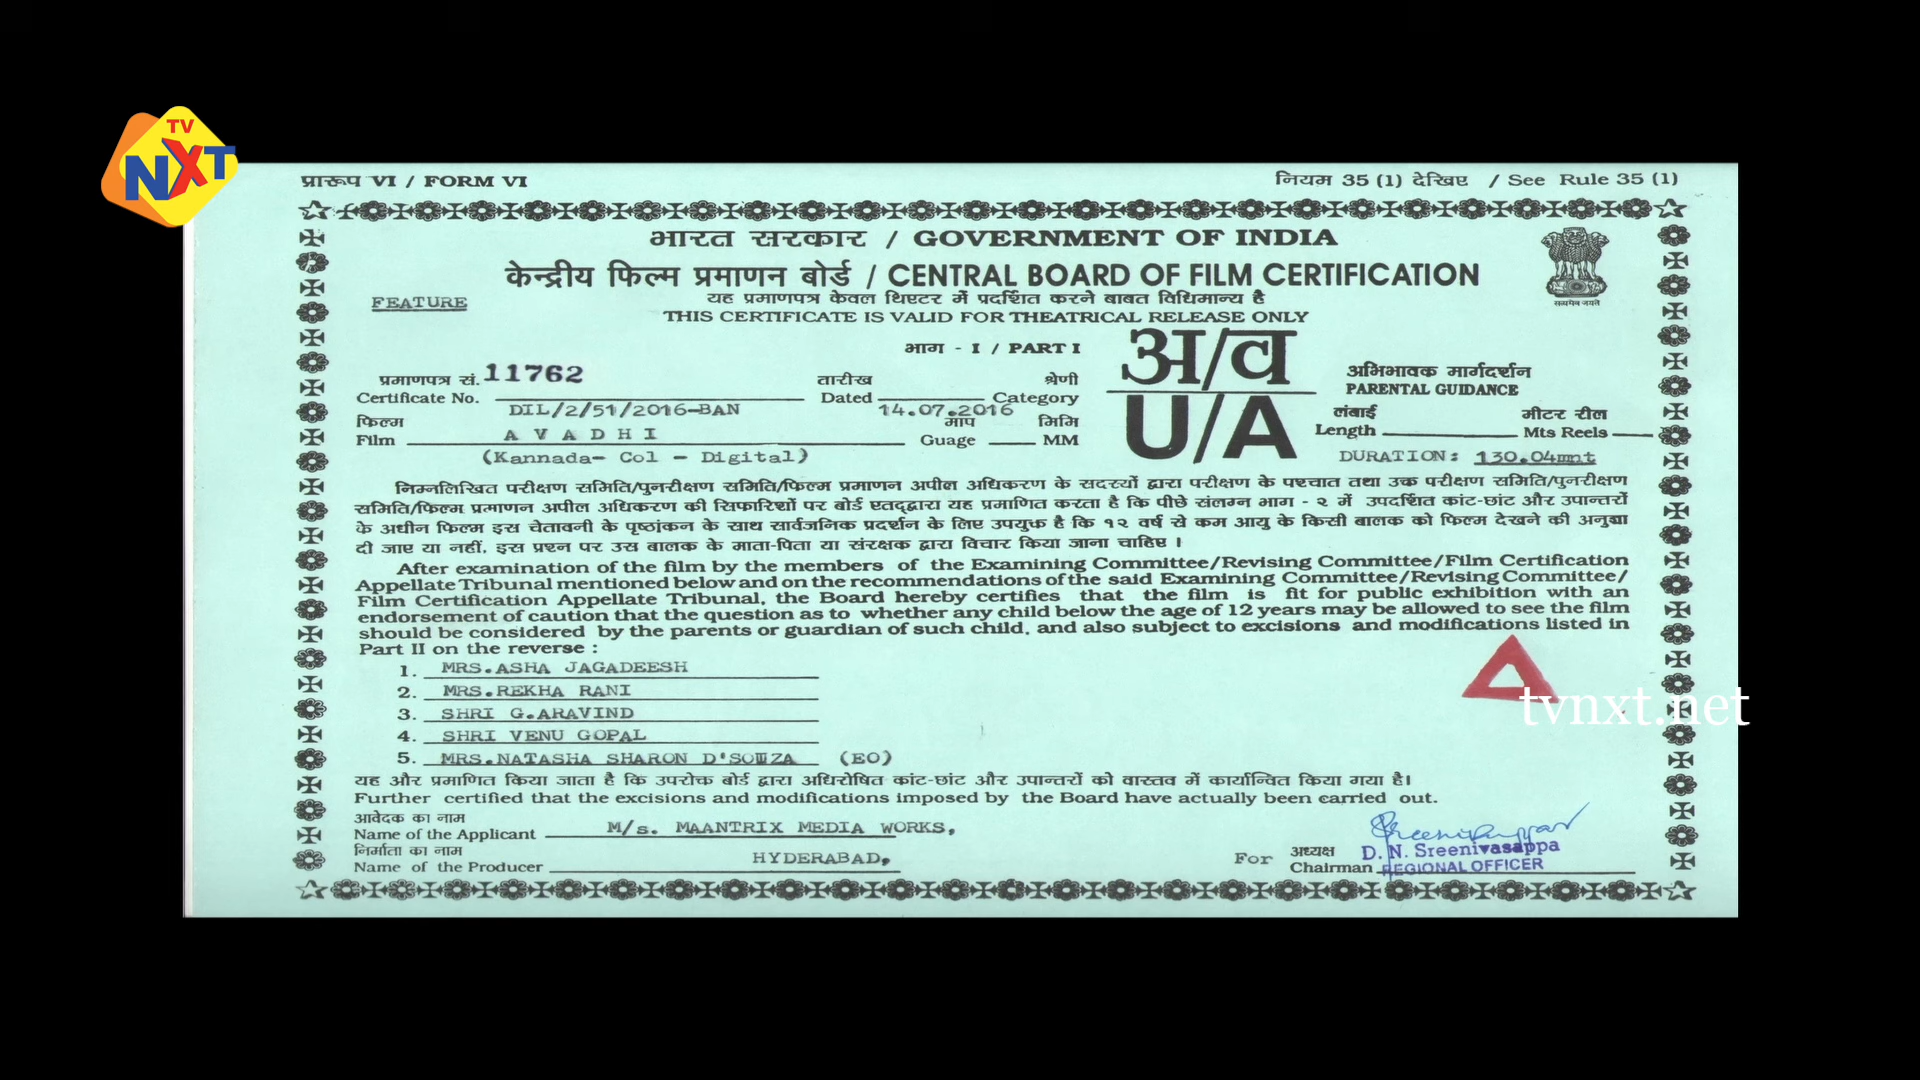 TV
NXT
प्रारूप VI / FORM VI
नियम 35 (1) देखिए / See Rule 35 (1)
भारत सरकार / GOVERNMENT OF INDIA
केन्द्रीय फिल्म प्रमाणन बोर्ड / CENTRAL BOARD OF FILM CERTIFICATION
सत्यमेव जयते
FEATURE
यह प्रमाणपत्र केवल थिएटर में प्रदर्शित करने बाबत विधिमान्य है
THIS CERTIFICATE IS VALID FOR THEATRICAL RELEASE ONLY
भाग - I / PART I
अ/व
U/A
अभिभावक मार्गदर्शन
PARENTAL GUIDANCE
प्रमाणपत्र सं. 11762
तारीख
श्रेणी
Certificate No.
Dated
Category
DIL/2/51/2016-BAN
14.07.2016
लंबाई
मीटर रील
Length
Mts Reels
फिल्म
माप
मिमि
Film
A V A D H I
Guage
MM
(Kannada- Col - Digital)
DURATION: 130.04mnt
निम्नलिखित परीक्षण समिति/पुनरीक्षण समिति/फिल्म प्रमाणन अपील अधिकरण के सदस्यों द्वारा परीक्षण के पश्चात तथा उक्त परीक्षण समिति/पुनरीक्षण
समिति/फिल्म प्रमाणन अपील अधिकरण की सिफारिशों पर बोर्ड एतद्द्वारा यह प्रमाणित करता है कि पीछे संलग्न भाग - २ में उपदर्शित कांट-छांट और उपान्तरों
के अधीन फिल्म इस चेतावनी के पृष्ठांकन के साथ सार्वजनिक प्रदर्शन के लिए उपयुक्त है कि १२ वर्ष से कम आयु के किसी बालक को फिल्म देखने की अनुज्ञा
दी जाए या नहीं, इस प्रश्न पर उस बालक के माता-पिता या संरक्षक द्वारा विचार किया जाना चाहिए ।
After examination of the film by the members of the Examining Committee/Revising Committee/Film Certification
Appellate Tribunal mentioned below and on the recommendations of the said Examining Committee/Revising Committee/
Film Certification Appellate Tribunal, the Board hereby certifies that the film is fit for public exhibition with an
endorsement of caution that the question as to whether any child below the age of 12 years may be allowed to see the film
should be considered by the parents or guardian of such child, and also subject to excisions and modifications listed in
Part II on the reverse :
1. MRS.ASHA JAGADEESH
2. MRS.REKHA RANI
3. SHRI G.ARAVIND
4. SHRI VENU GOPAL
5. MRS.NATASHA SHARON D'SOUZA (EO)
tvnxt.net
यह और प्रमाणित किया जाता है कि उपरोक्त बोर्ड द्वारा अधिरोपित कांट-छांट और उपान्तरों को वास्तव में कार्यान्वित किया गया है।
Further certified that the excisions and modifications imposed by the Board have actually been carried out.
आवेदक का नाम
Name of the Applicant M/s. MAANTRIX MEDIA WORKS,
निर्माता का नाम
Name of the Producer HYDERABAD,
For
अध्यक्ष
Chairman
D. N. Sreenivasappa
REGIONAL OFFICER